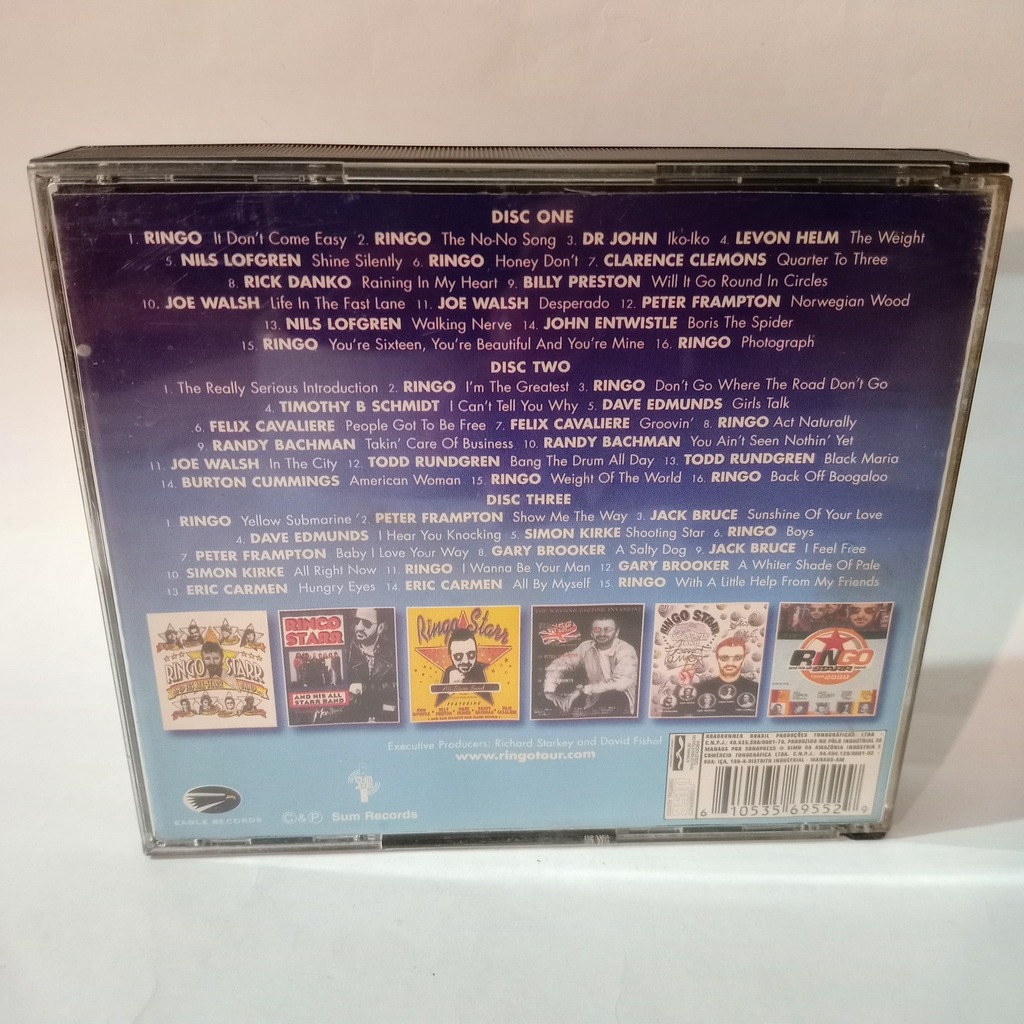 DISC ONE
1. RINGO It Don't Come Easy 2. RINGO The No-No Song 3. DR JOHN Iko-Iko 4. LEVON HELM The Weight
5. NILS LOFGREN Shine Silently 6. RINGO Honey Don't 7. CLARENCE CLEMONS Quarter To Three
8. RICK DANKO Raining In My Heart 9. BILLY PRESTON Will It Go Round In Circles
10. JOE WALSH Life In The Fast Lane 11. JOE WALSH Desperado 12. PETER FRAMPTON Norwegian Wood
13. NILS LOFGREN Walking Nerve 14. JOHN ENTWISTLE Boris The Spider
15. RINGO You're Sixteen, You're Beautiful And You're Mine 16. RINGO Photograph
DISC TWO
1. The Really Serious Introduction 2. RINGO I'm The Greatest 3. RINGO Don't Go Where The Road Don't Go
4. TIMOTHY B SCHMIDT I Can't Tell You Why 5. DAVE EDMUNDS Girls Talk
6. FELIX CAVALIERE People Got To Be Free 7. FELIX CAVALIERE Groovin' 8. RINGO Act Naturally
9. RANDY BACHMAN Takin' Care Of Business 10. RANDY BACHMAN You Ain't Seen Nothin' Yet
11. JOE WALSH In The City 12. TODD RUNDGREN Bang The Drum All Day 13. TODD RUNDGREN Black Maria
14. BURTON CUMMINGS American Woman 15. RINGO Weight Of The World 16. RINGO Back Off Boogaloo
DISC THREE
1. RINGO Yellow Submarine 2. PETER FRAMPTON Show Me The Way 3. JACK BRUCE Sunshine Of Your Love
4. DAVE EDMUNDS I Hear You Knocking 5. SIMON KIRKE Shooting Star 6. RINGO Boys
7. PETER FRAMPTON Baby I Love Your Way 8. GARY BROOKER A Salty Dog 9. JACK BRUCE I Feel Free
10. SIMON KIRKE All Right Now 11. RINGO I Wanna Be Your Man 12. GARY BROOKER A Whiter Shade Of Pale
13 ERIC CARMEN Hungry Eyes 14. ERIC CARMEN All By Myself 15. RINGO With A Little Help From My Friends
RINGO STARR
RINGO STARR
AND HIS ALL
STARR BAND
Ringo Starr
FEATURING
RINGO STARR
RINGO
Executive Producers: Richard Starkey and David Fishof
www.ringotour.com
EAGLE RECORDS
©&℗ Sum Records
ROADRUNNER BRASIL PRODUÇÕES FONOGRÁFICAS LTDA
6 10535 69552 9